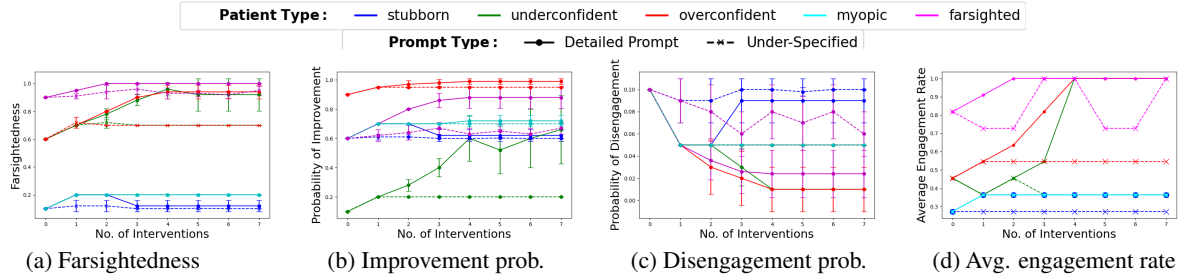 Patient Type: stubborn underconfident overconfident myopic farsighted
Prompt Type: Detailed Prompt Under-Specified
Farsightedness
1.0
0.8
0.6
0.4
0.2
0 1 2 3 4 5 6 7
No. of Interventions
(a) Farsightedness
Probability of Improvement
1.0
0.8
0.6
0.4
0.2
0 1 2 3 4 5 6 7
No. of Interventions
(b) Improvement prob.
Probability of Disengagement
0.10
0.08
0.06
0.04
0.02
0.00
0 1 2 3 4 5 6 7
No. of Interventions
(c) Disengagement prob.
Average Engagement Rate
1.0
0.9
0.8
0.7
0.6
0.5
0.4
0.3
0 1 2 3 4 5 6 7
No. of Interventions
(d) Avg. engagement rate